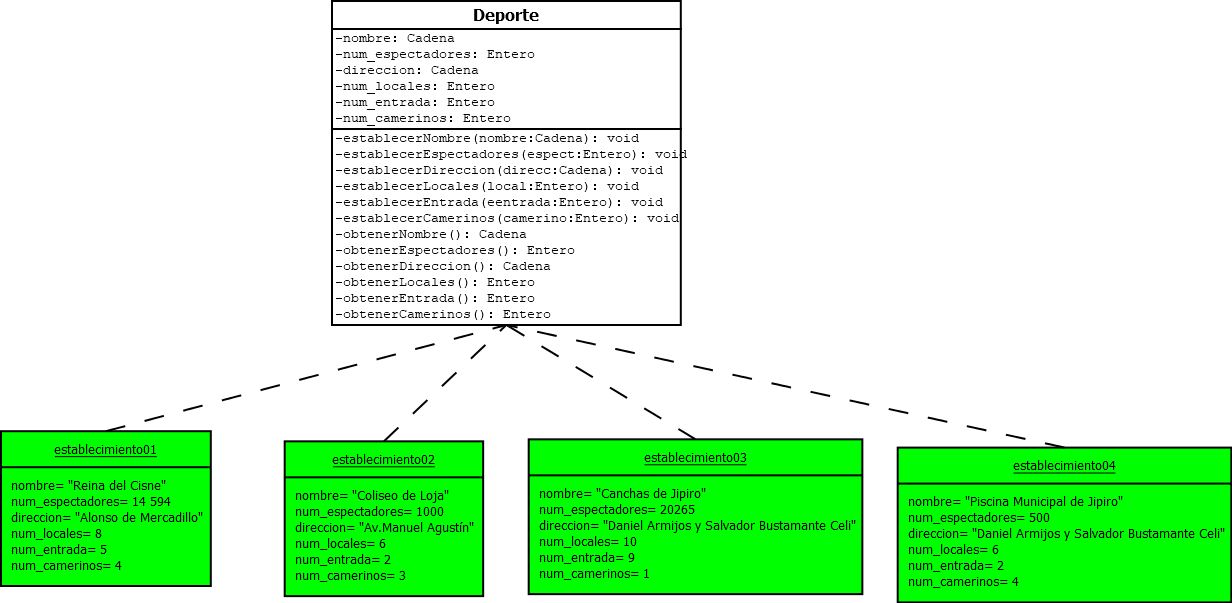 Deporte
-nombre: Cadena
-num_espectadores: Entero
-direccion: Cadena
-num_locales: Entero
-num_entrada: Entero
-num_camerinos: Entero
-establecerNombre(nombre:Cadena): void
-establecerEspectadores(espect:Entero): void
-establecerDireccion(direcc:Cadena): void
-establecerLocales(local:Entero): void
-establecerEntrada(eentrada:Entero): void
-establecerCamerinos(camerino:Entero): void
-obtenerNombre(): Cadena
-obtenerEspectadores(): Entero
-obtenerDireccion(): Cadena
-obtenerLocales(): Entero
-obtenerEntrada(): Entero
-obtenerCamerinos(): Entero
establecimiento01
nombre= "Reina del Cisne"
num_espectadores= 14 594
direccion= "Alonso de Mercadillo"
num_locales= 8
num_entrada= 5
num_camerinos= 4
establecimiento02
nombre= "Coliseo de Loja"
num_espectadores= 1000
direccion= "Av.Manuel Agustín"
num_locales= 6
num_entrada= 2
num_camerinos= 3
establecimiento03
nombre= "Canchas de Jipiro"
num_espectadores= 20265
direccion= "Daniel Armijos y Salvador Bustamante Celi"
num_locales= 10
num_entrada= 9
num_camerinos= 1
establecimiento04
nombre= "Piscina Municipal de Jipiro"
num_espectadores= 500
direccion= "Daniel Armijos y Salvador Bustamante Celi"
num_locales= 6
num_entrada= 2
num_camerinos= 4